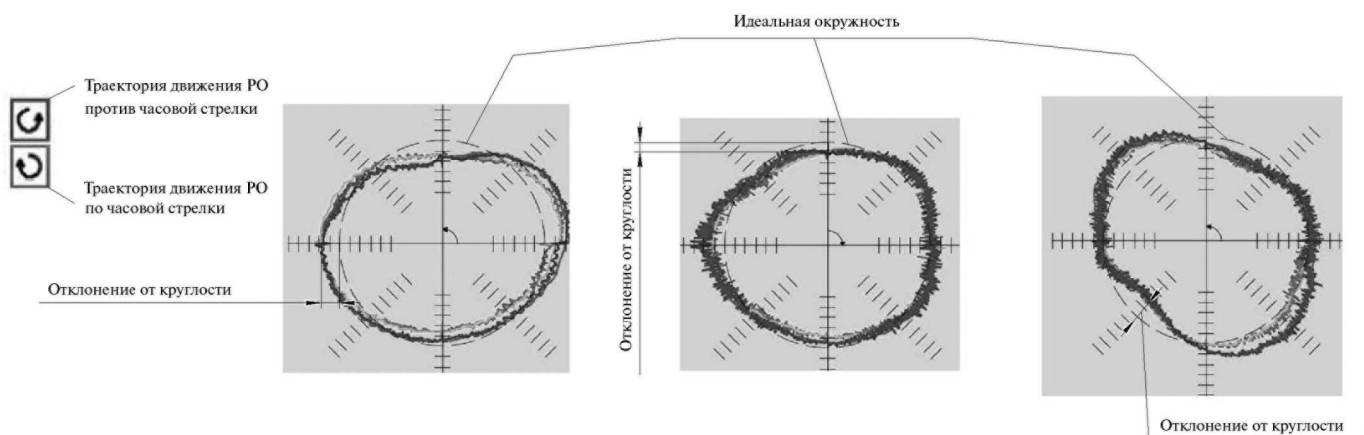 Идеальная окружность
Траектория движения РО
против часовой стрелки
Траектория движения РО
по часовой стрелки
Отклонение от круглости
Отклонение от круглости
Отклонение от круглости